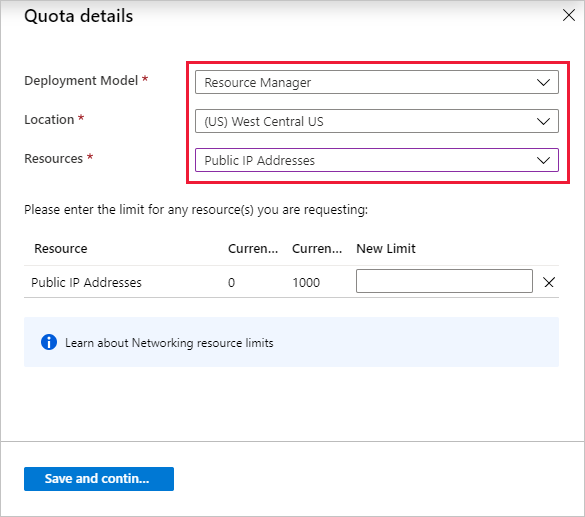 Quota details
Deployment Model *
Resource Manager
Location *
(US) West Central US
Resources *
Public IP Addresses
Please enter the limit for any resource(s) you are requesting:
Resource Curren... Curren... New Limit
Public IP Addresses 0 1000
Learn about Networking resource limits
Save and contin...